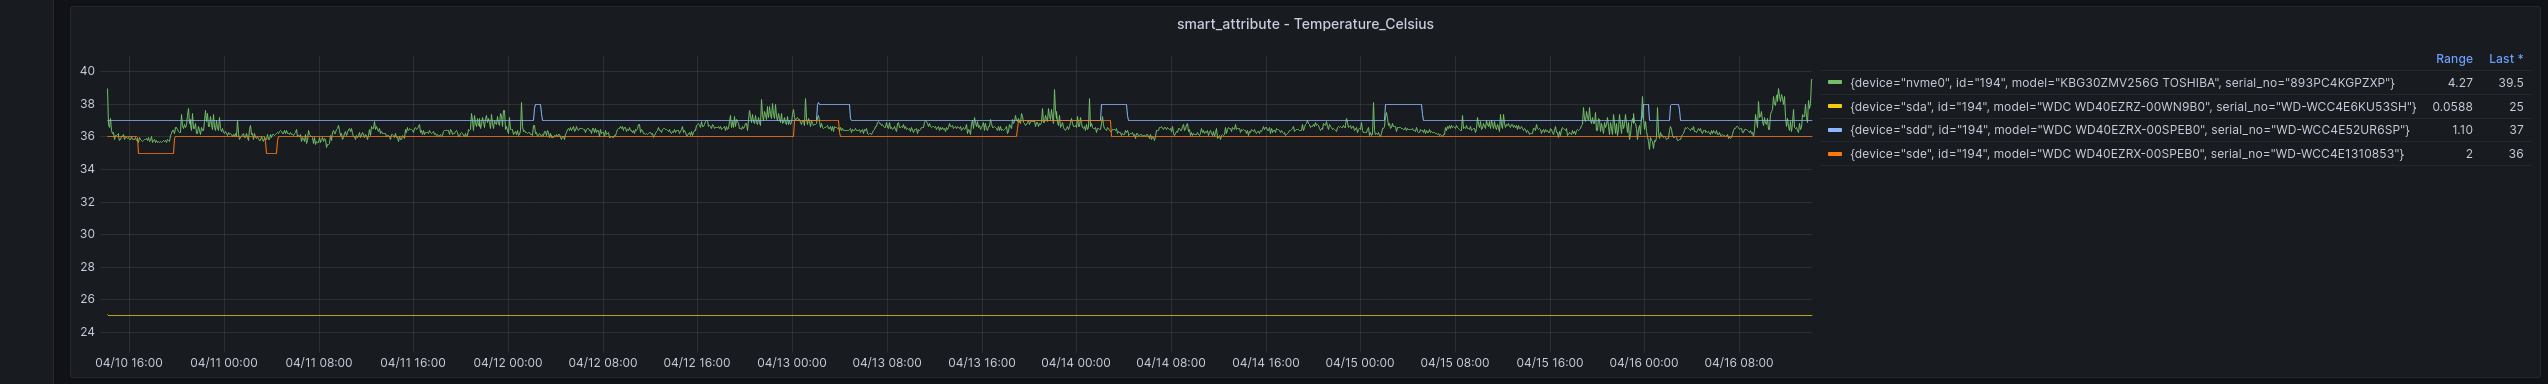 smart_attribute - Temperature_Celsius
Range Last *
40
38
36
34
32
30
28
26
24
{device="nvme0", id="194", model="KBG30ZMV256G TOSHIBA", serial_no="893PC4KGPZXP"} 4.27 39.5
{device="sda", id="194", model="WDC WD40EZRZ-00WN9B0", serial_no="WD-WCC4E6KU53SH"} 0.0588 25
{device="sdd", id="194", model="WDC WD40EZRX-00SPEB0", serial_no="WD-WCC4E52UR6SP"} 1.10 37
{device="sde", id="194", model="WDC WD40EZRX-00SPEB0", serial_no="WD-WCC4E1310853"} 2 36
04/10 16:00 04/11 00:00 04/11 08:00 04/11 16:00 04/12 00:00 04/12 08:00 04/12 16:00 04/13 00:00 04/13 08:00 04/13 16:00 04/14 00:00 04/14 08:00 04/14 16:00 04/15 00:00 04/15 08:00 04/15 16:00 04/16 00:00 04/16 08:00